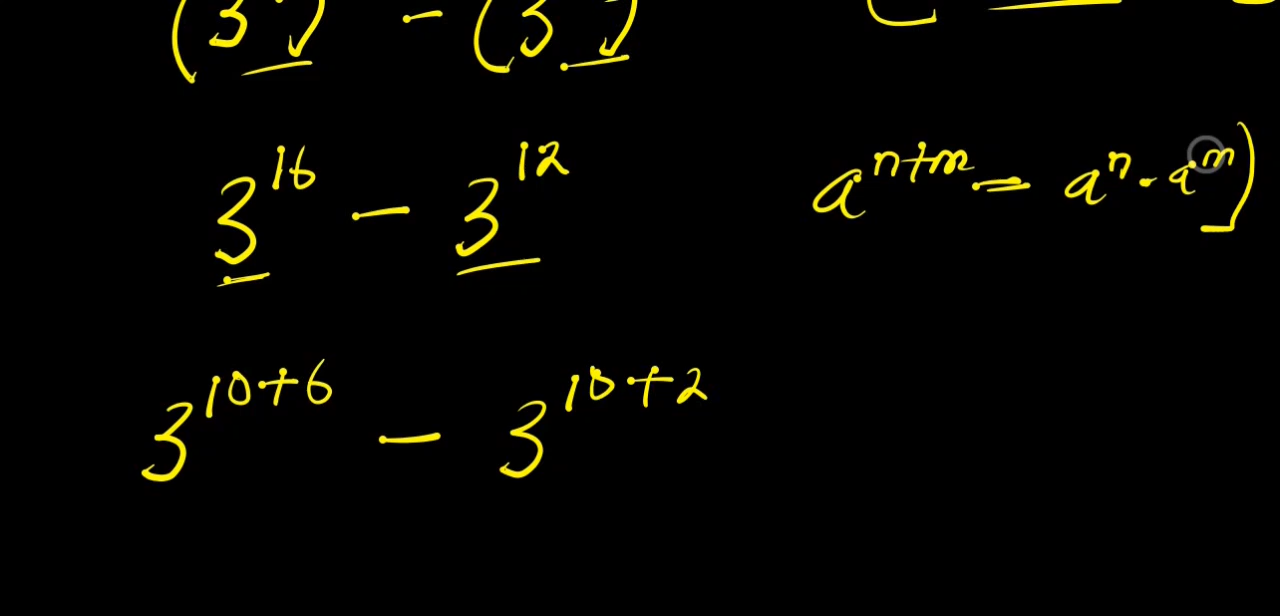 3^16 - 3^12
a^{n+m} = a^n · a^m]
3^{10+6} - 3^{10+2}